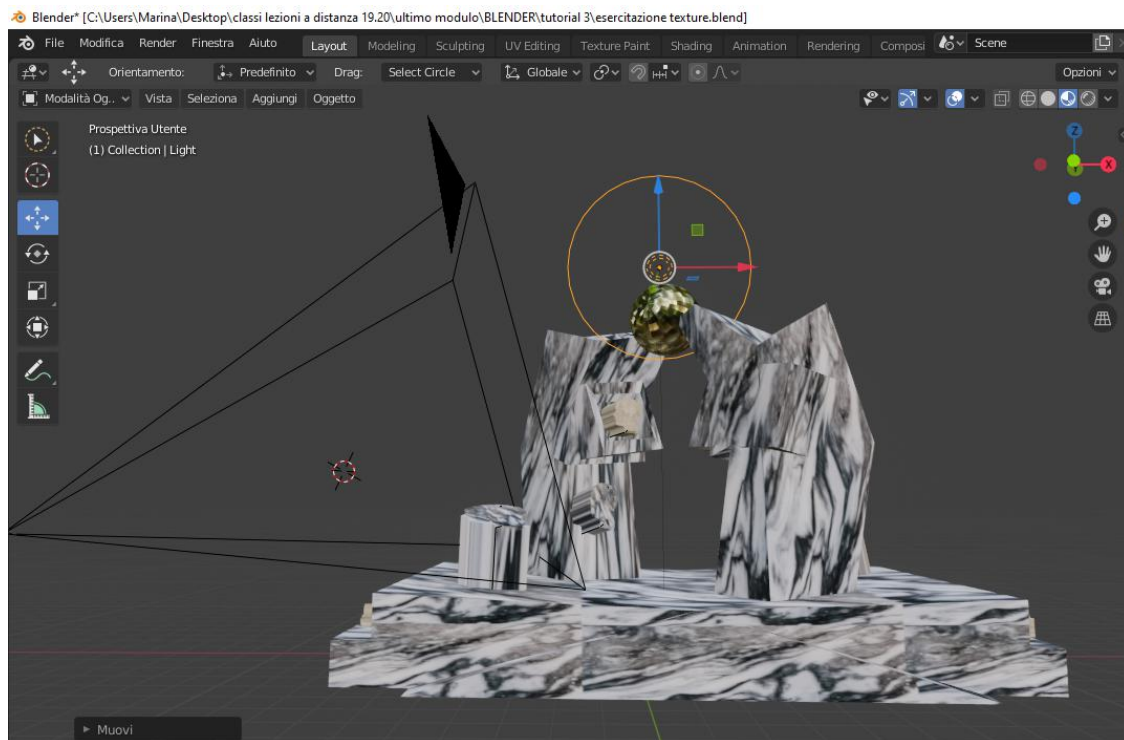 Blender* [C:\Users\Marina\Desktop\classi lezioni a distanza 19.20\ultimo modulo\BLENDER\tutorial 3\esercitazione texture.blend]
File Modifica Render Finestra Aiuto Layout Modeling Sculpting UV Editing Texture Paint Shading Animation Rendering Composi Scene
Orientamento: Predefinito Drag: Select Circle Globale Opzioni
Modalità Og.. Vista Seleziona Aggiungi Oggetto
Prospettiva Utente
(1) Collection | Light
Z
X
Y
Muovi